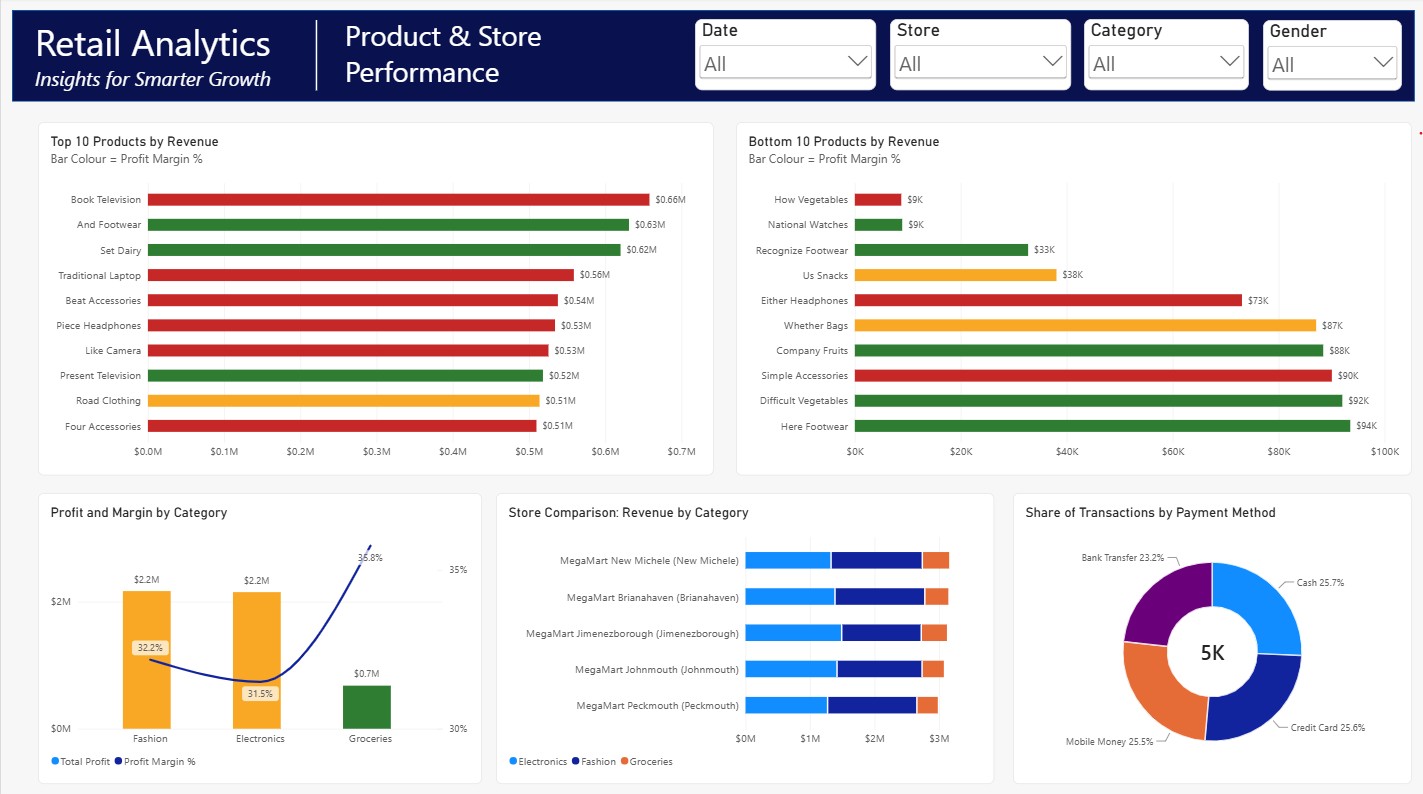 Retail Analytics
Insights for Smarter Growth
Product & Store
Performance
Date
All
Store
All
Category
All
Gender
All
Top 10 Products by Revenue
Bar Colour = Profit Margin %
Book Television $0.66M
And Footwear $0.63M
Set Dairy $0.62M
Traditional Laptop $0.56M
Beat Accessories $0.54M
Piece Headphones $0.53M
Like Camera $0.53M
Present Television $0.52M
Road Clothing $0.51M
Four Accessories $0.51M
$0.0M $0.1M $0.2M $0.3M $0.4M $0.5M $0.6M $0.7M
Bottom 10 Products by Revenue
Bar Colour = Profit Margin %
How Vegetables $9K
National Watches $9K
Recognize Footwear $33K
Us Snacks $38K
Either Headphones $73K
Whether Bags $87K
Company Fruits $88K
Simple Accessories $90K
Difficult Vegetables $92K
Here Footwear $94K
$0K $20K $40K $60K $80K $100K
Profit and Margin by Category
35.8%
35%
$2.2M $2.2M
$2M
32.2%
31.5%
$0.7M
$0M 30%
Fashion Electronics Groceries
Total Profit Profit Margin %
Store Comparison: Revenue by Category
MegaMart New Michele (New Michele)
MegaMart Brianahaven (Brianahaven)
MegaMart Jimenezborough (Jimenezborough)
MegaMart Johnmouth (Johnmouth)
MegaMart Peckmouth (Peckmouth)
$0M $1M $2M $3M
Electronics Fashion Groceries
Share of Transactions by Payment Method
Bank Transfer 23.2%
Cash 25.7%
5K
Mobile Money 25.5%
Credit Card 25.6%